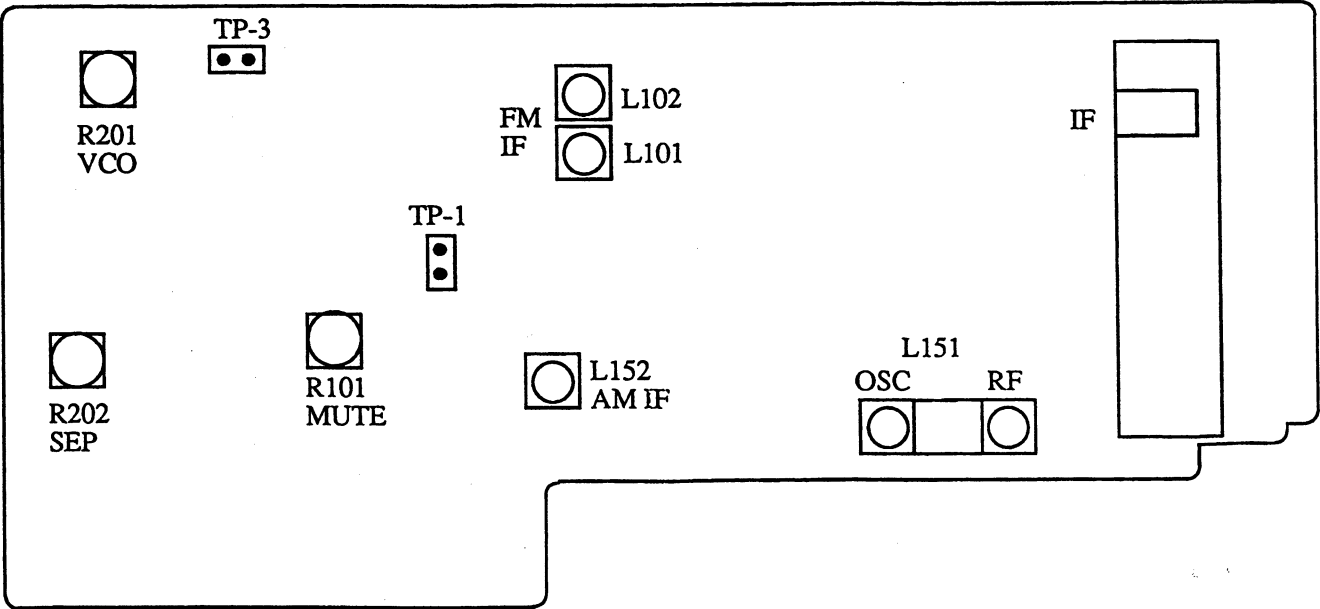 TP-3
R201
VCO
FM
IF
L102
L101
IF
TP-1
R202
SEP
R101
MUTE
L152
AM IF
L151
OSC
RF